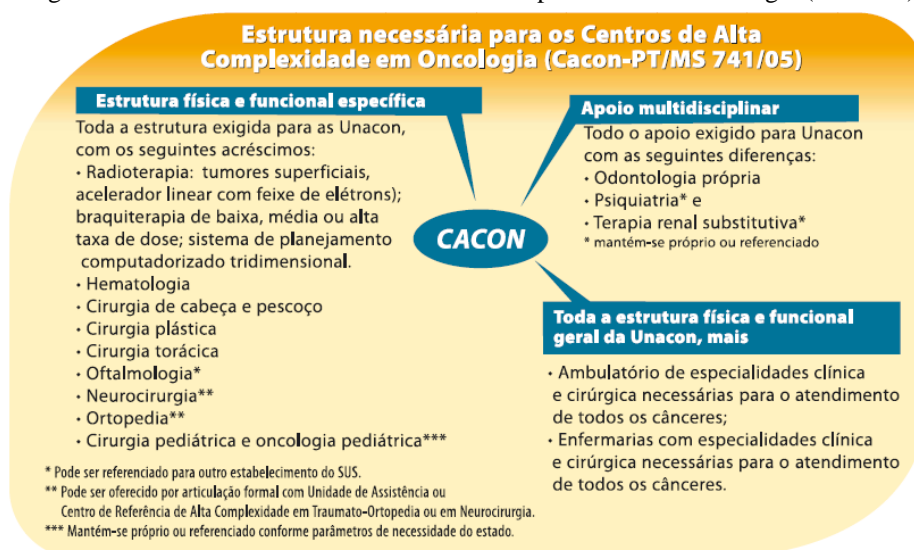 Estrutura necessária para os Centros de Alta
Complexidade em Oncologia (Cacon-PT/MS 741/05)
Estrutura física e funcional específica
Toda a estrutura exigida para as Unacon,
com os seguintes acréscimos:
• Radioterapia: tumores superficiais,
acelerador linear com feixe de elétrons);
braquiterapia de baixa, média ou alta
taxa de dose; sistema de planejamento
computadorizado tridimensional.
• Hematologia
• Cirurgia de cabeça e pescoço
• Cirurgia plástica
• Cirurgia torácica
• Oftalmologia*
• Neurocirurgia**
• Ortopedia**
• Cirurgia pediátrica e oncologia pediátrica***
* Pode ser referenciado para outro estabelecimento do SUS.
** Pode ser oferecido por articulação formal com Unidade de Assistência ou
Centro de Referência de Alta Complexidade em Traumato-Ortopedia ou em Neurocirurgia.
*** Mantém-se próprio ou referenciado conforme parâmetros de necessidade do estado.
CACON
Apoio multidisciplinar
Todo o apoio exigido para Unacon
com as seguintes diferenças:
• Odontologia própria
• Psiquiatria* e
• Terapia renal substitutiva*
* mantém-se próprio ou referenciado
Toda a estrutura física e funcional
geral da Unacon, mais
• Ambulatório de especialidades clínica
e cirúrgica necessárias para o atendimento
de todos os cânceres;
• Enfermarias com especialidades clínica
e cirúrgica necessárias para o atendimento
de todos os cânceres.